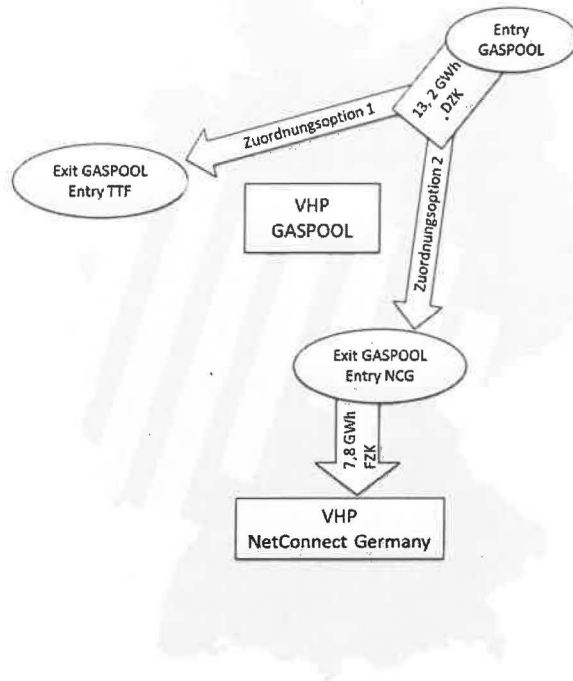 Entry
GASPOOL
13, 2 GWh
. DZK
Zuordnungsoption 1
Exit GASPOOL
Entry TTF
VHP
GASPOOL
Zuordnungsoption 2
Exit GASPOOL
Entry NCG
7,8 GWh
FZK
VHP
NetConnect Germany